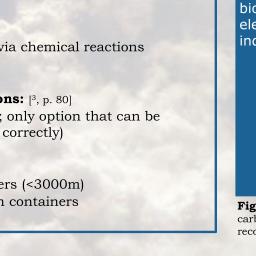 via chemical reactions
ons: [³, p. 80]
; only option that can be
correctly)
ers (<3000m)
n containers
bio
ele
inc
Fig
carb
reco